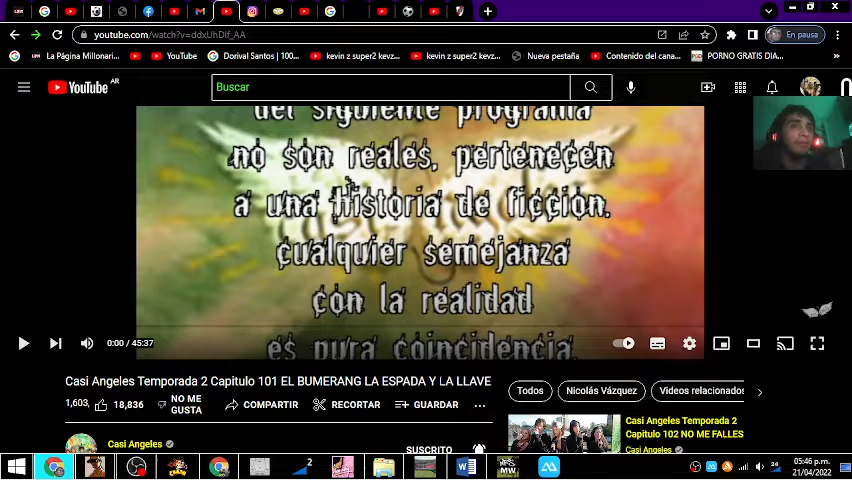 youtube.com/watch?v=ddxUhDIf_AA
En pausa
La Página Millonari...
YouTube
Dorival Santos | 100...
kevin z super2 kevz...
kevin z super2 kevz...
Nueva pestaña
Contenido del cana...
PORNO GRATIS DIA...
YouTube AR
Buscar
del siguiente programa
no son reales, pertenecen
a una historia de ficción.
cualquier semejanza
con la realidad
es pura coincidencia.
0:00 / 45:37
Casi Angeles Temporada 2 Capitulo 101 EL BUMERANG LA ESPADA Y LA LLAVE
1,603,
18,836
NO ME GUSTA
COMPARTIR
RECORTAR
GUARDAR
Casi Angeles
SUSCRITO
Todos
Nicolás Vázquez
Videos relacionados
Casi Angeles Temporada 2
Capitulo 102 NO ME FALLES
Casi Angeles
2
24
05:46 p.m.
21/04/2022